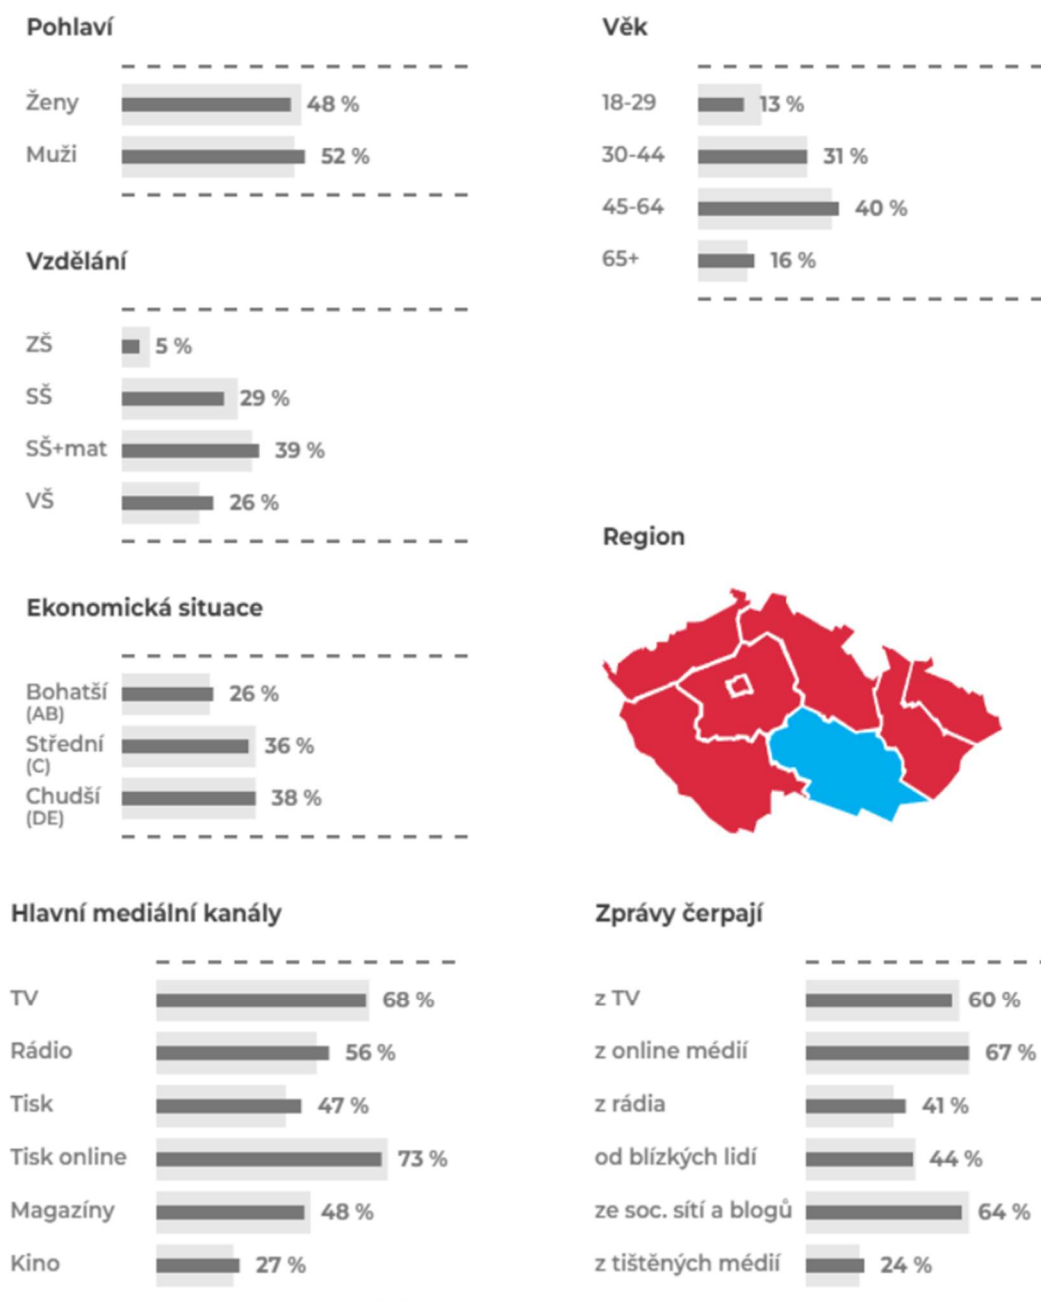 Pohlaví
Ženy 48 %
Muži 52 %
Věk
18-29 13 %
30-44 31 %
45-64 40 %
65+ 16 %
Vzdělání
ZŠ 5 %
SŠ 29 %
SŠ+mat 39 %
VŠ 26 %
Region
Ekonomická situace
Bohatší 26 %
(AB)
Střední 36 %
(C)
Chudší 38 %
(DE)
Hlavní mediální kanály
TV 68 %
Rádio 56 %
Tisk 47 %
Tisk online 73 %
Magazíny 48 %
Kino 27 %
Zprávy čerpají
z TV 60 %
z online médií 67 %
z rádia 41 %
od blízkých lidí 44 %
ze soc. sítí a blogů 64 %
z tištěných médií 24 %